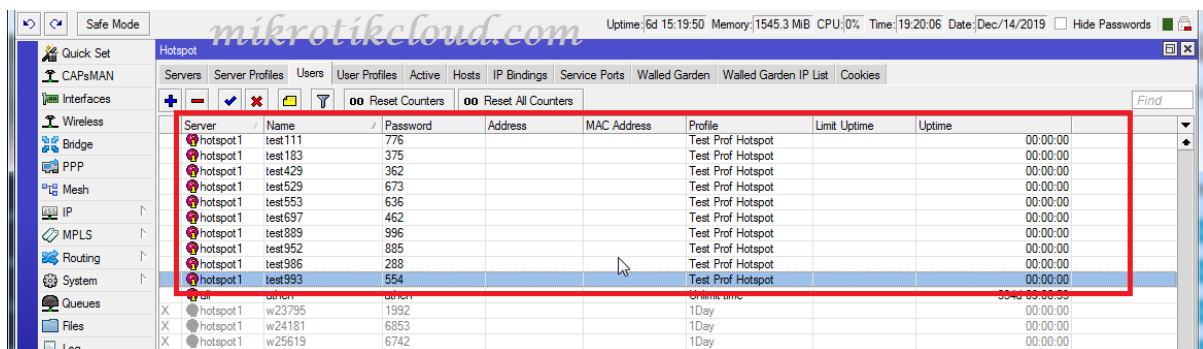 Safe Mode
mikrotikcloud.com
Uptime: 6d 15:19:50 Memory: 1545.3 MiB CPU: 0% Time: 19:20:06 Date: Dec/14/2019 Hide Passwords
Quick Set
CAPsMAN
Interfaces
Wireless
Bridge
PPP
Mesh
IP
MPLS
Routing
System
Queues
Files
Log
Hotspot
Servers Server Profiles Users User Profiles Active Hosts IP Bindings Service Ports Walled Garden Walled Garden IP List Cookies
00 Reset Counters 00 Reset All Counters Find
Server Name Password Address MAC Address Profile Limit Uptime Uptime
hotspot1 test111 776 Test Prof Hotspot 00:00:00
hotspot1 test183 375 Test Prof Hotspot 00:00:00
hotspot1 test429 362 Test Prof Hotspot 00:00:00
hotspot1 test529 673 Test Prof Hotspot 00:00:00
hotspot1 test553 636 Test Prof Hotspot 00:00:00
hotspot1 test697 462 Test Prof Hotspot 00:00:00
hotspot1 test889 996 Test Prof Hotspot 00:00:00
hotspot1 test952 885 Test Prof Hotspot 00:00:00
hotspot1 test986 288 Test Prof Hotspot 00:00:00
hotspot1 test993 554 Test Prof Hotspot 00:00:00
X hotspot1 w23795 1992 1Day 00:00:00
X hotspot1 w24181 6853 1Day 00:00:00
X hotspot1 w25619 6742 1Day 00:00:00